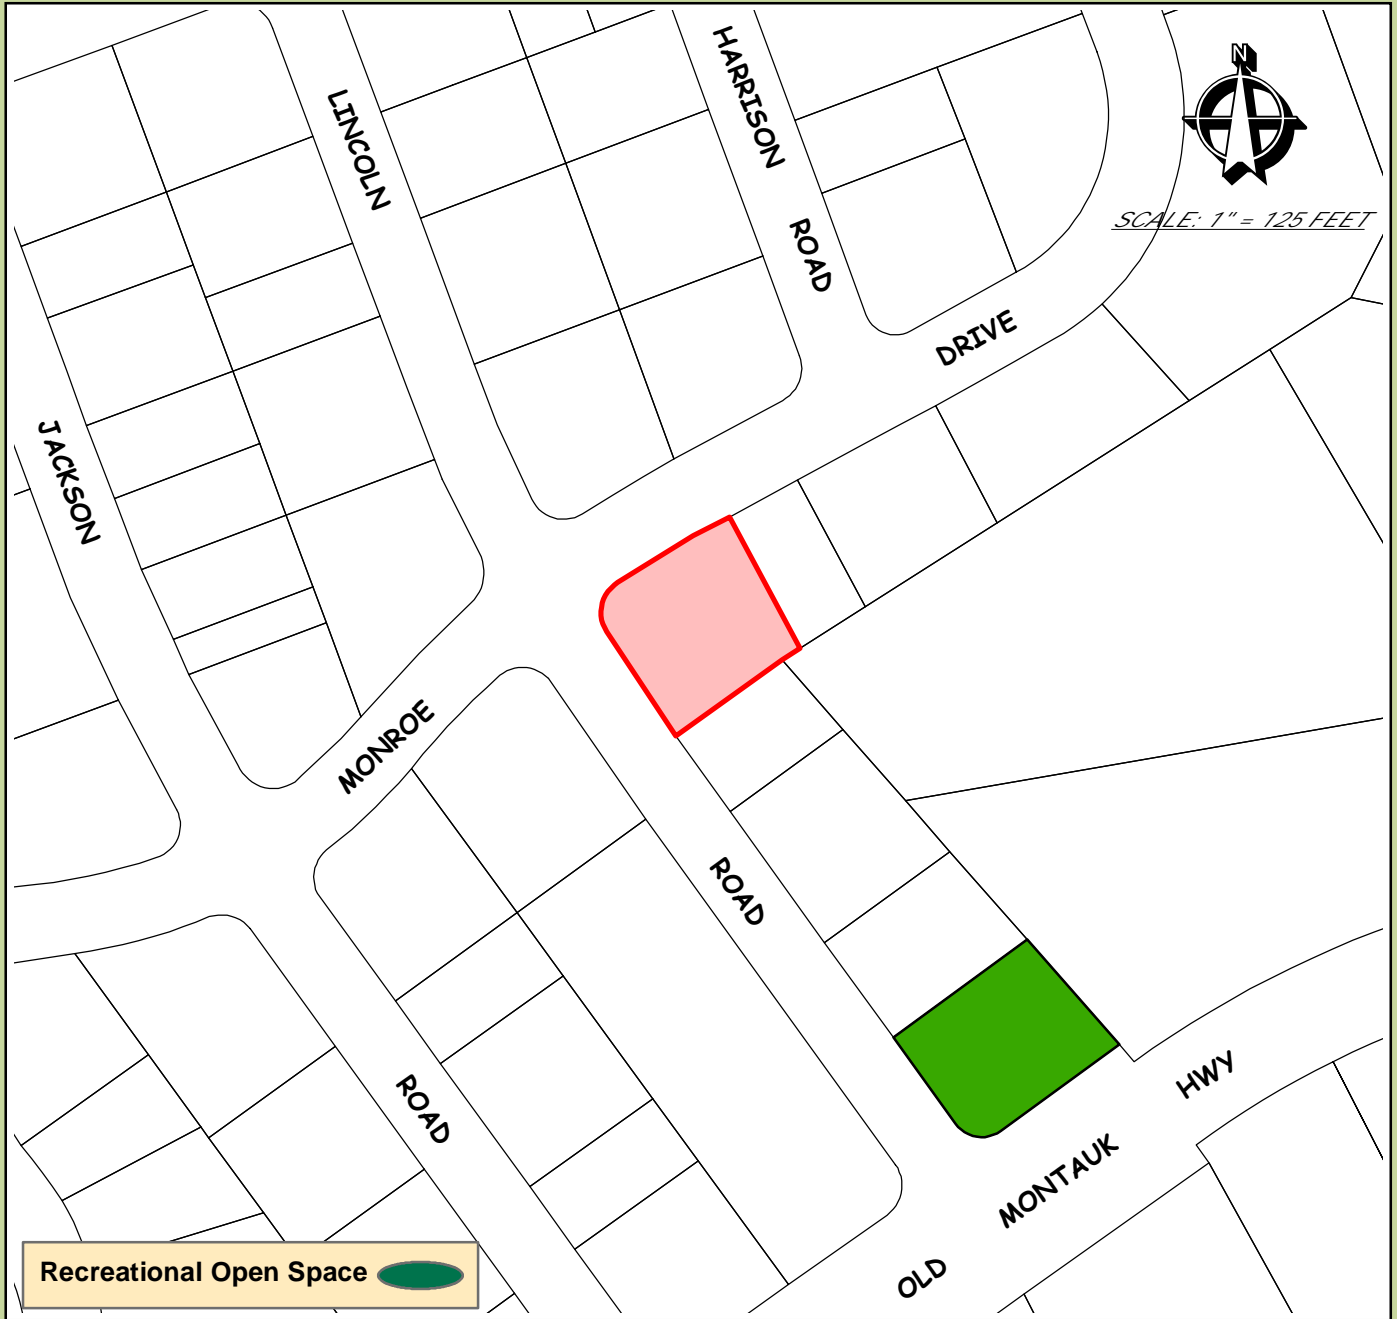 HARRISON
ROAD
LINCOLN
N
SCALE: 1" = 125 FEET
DRIVE
JACKSON
MONROE
ROAD
ROAD
HWY
MONTAUK
OLD
Recreational Open Space